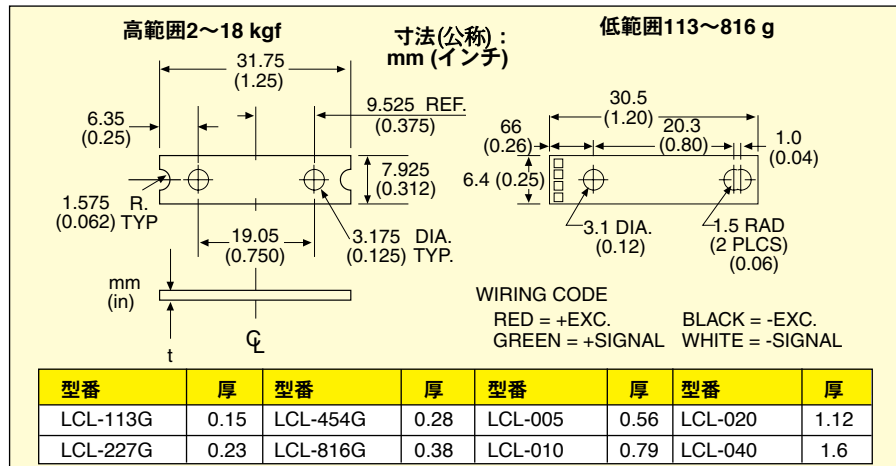 高範囲2～18 kgf
寸法(公称)：
mm (インチ)
低範囲113～816 g
31.75
(1.25)
6.35
(0.25)
9.525 REF.
(0.375)
7.925
(0.312)
1.575 R.
(0.062) TYP
19.05
(0.750)
3.175 DIA.
(0.125) TYP.
mm
(in)
t
℄
30.5
(1.20)
66
(0.26)
20.3
(0.80)
1.0
(0.04)
6.4 (0.25)
3.1 DIA.
(0.12)
1.5 RAD
(2 PLCS)
(0.06)
WIRING CODE
RED = +EXC. BLACK = -EXC.
GREEN = +SIGNAL WHITE = -SIGNAL
型番 厚 型番 厚 型番 厚 型番 厚
LCL-113G 0.15 LCL-454G 0.28 LCL-005 0.56 LCL-020 1.12
LCL-227G 0.23 LCL-816G 0.38 LCL-010 0.79 LCL-040 1.6